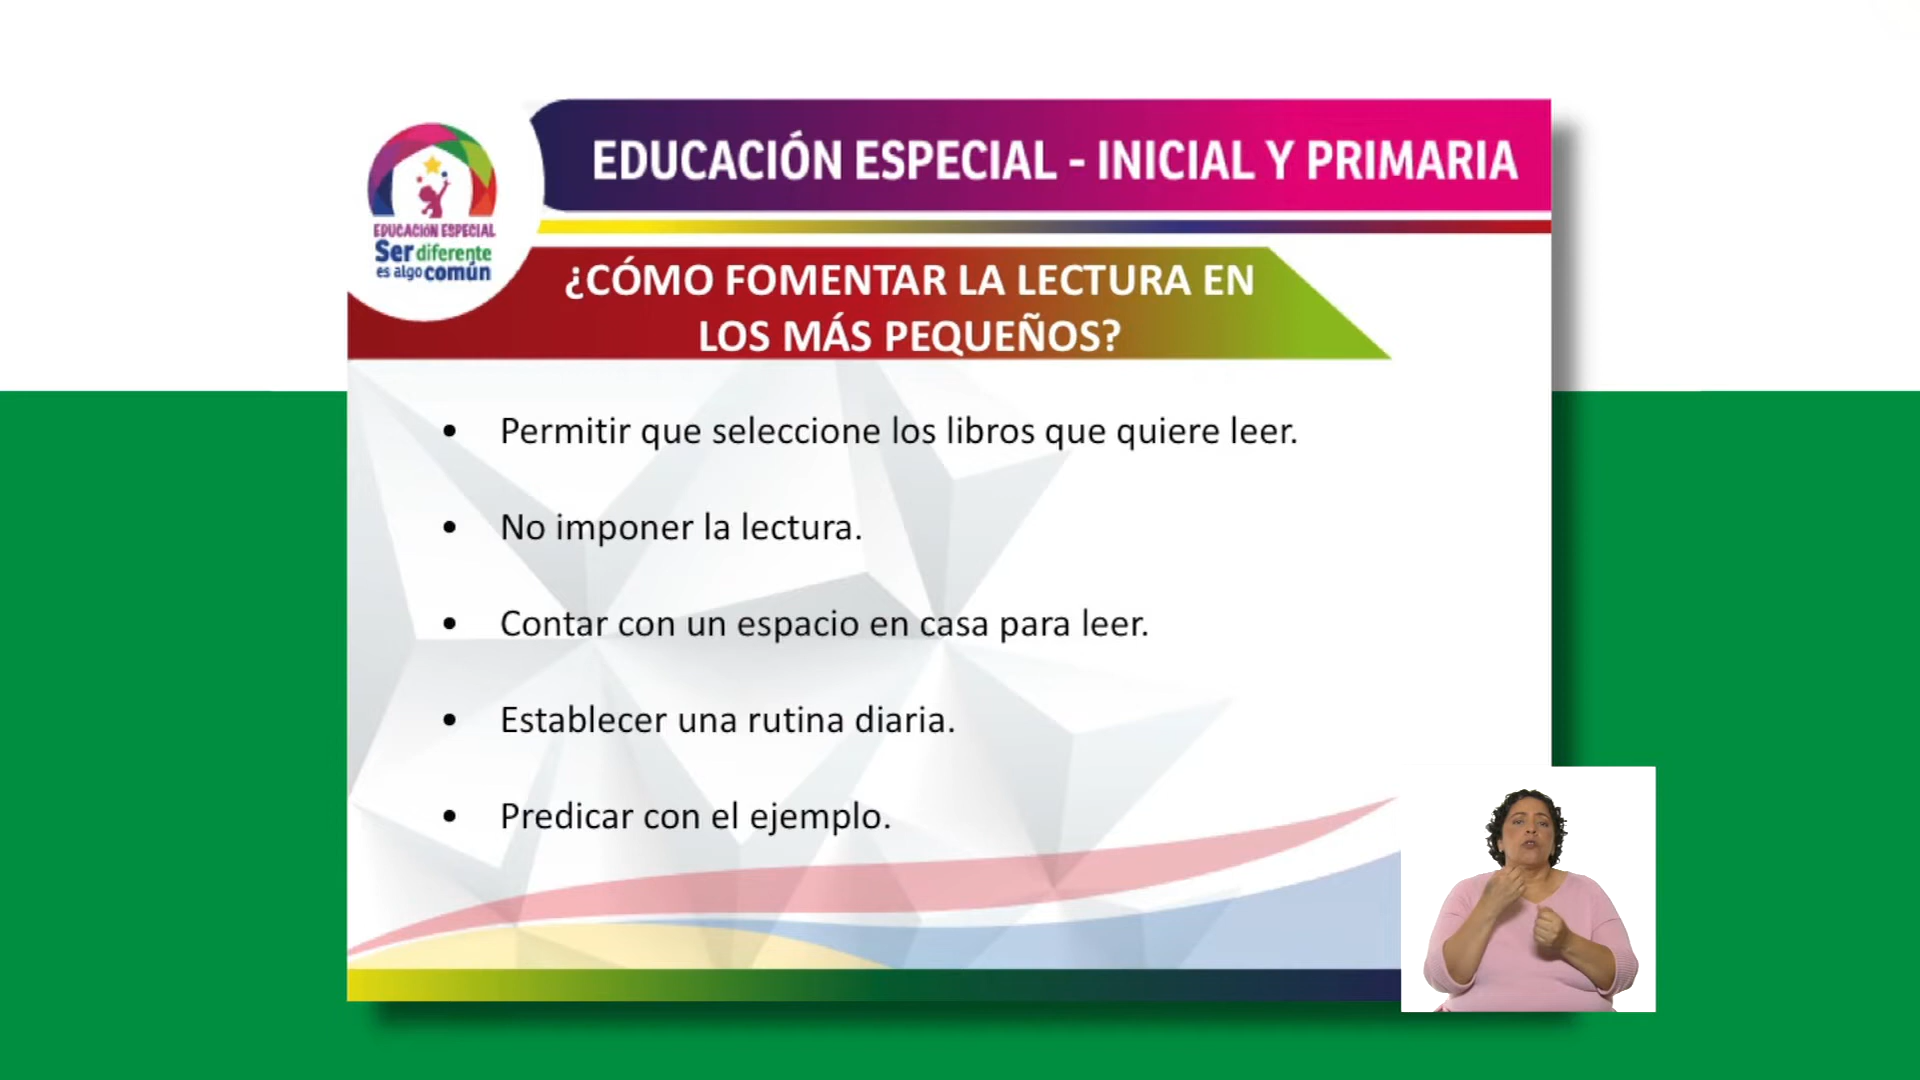 EDUCACIÓN ESPECIAL - INICIAL Y PRIMARIA
EDUCACIÓN ESPECIAL
Ser diferente
es algo común
¿CÓMO FOMENTAR LA LECTURA EN
LOS MÁS PEQUEÑOS?
• Permitir que seleccione los libros que quiere leer.
• No imponer la lectura.
• Contar con un espacio en casa para leer.
• Establecer una rutina diaria.
• Predicar con el ejemplo.